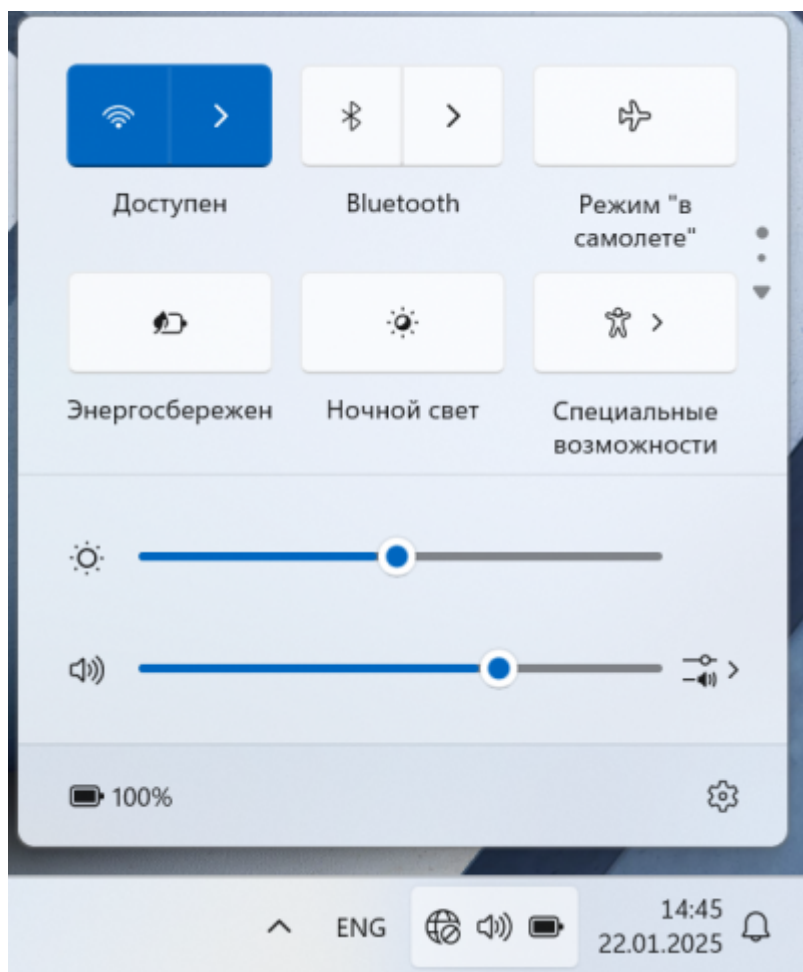 Доступен
Bluetooth
Режим "в
самолете"
Энергосбережен
Ночной свет
Специальные
возможности
100%
ENG
14:45
22.01.2025